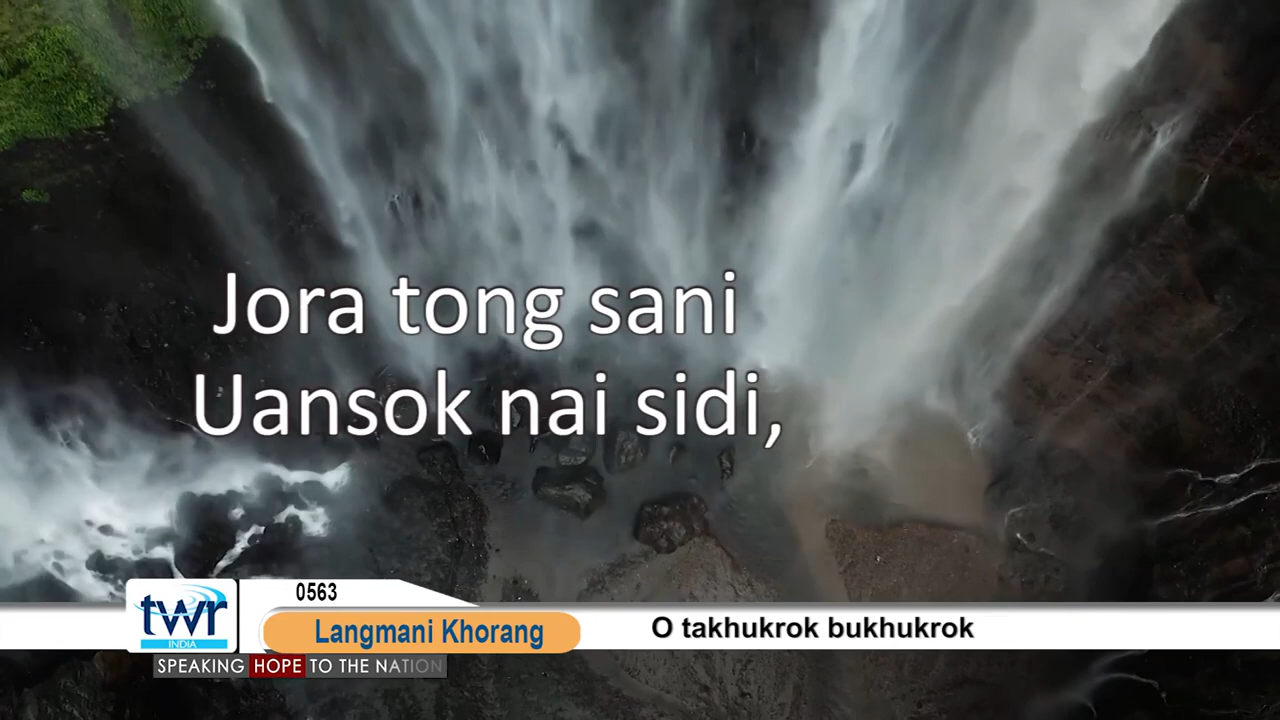 Jora tong sani
Uansok nai sidi,
0563
twr
INDIA
Langmani Khorang
O takhukrok bukhukrok
SPEAKING HOPE TO THE NATION